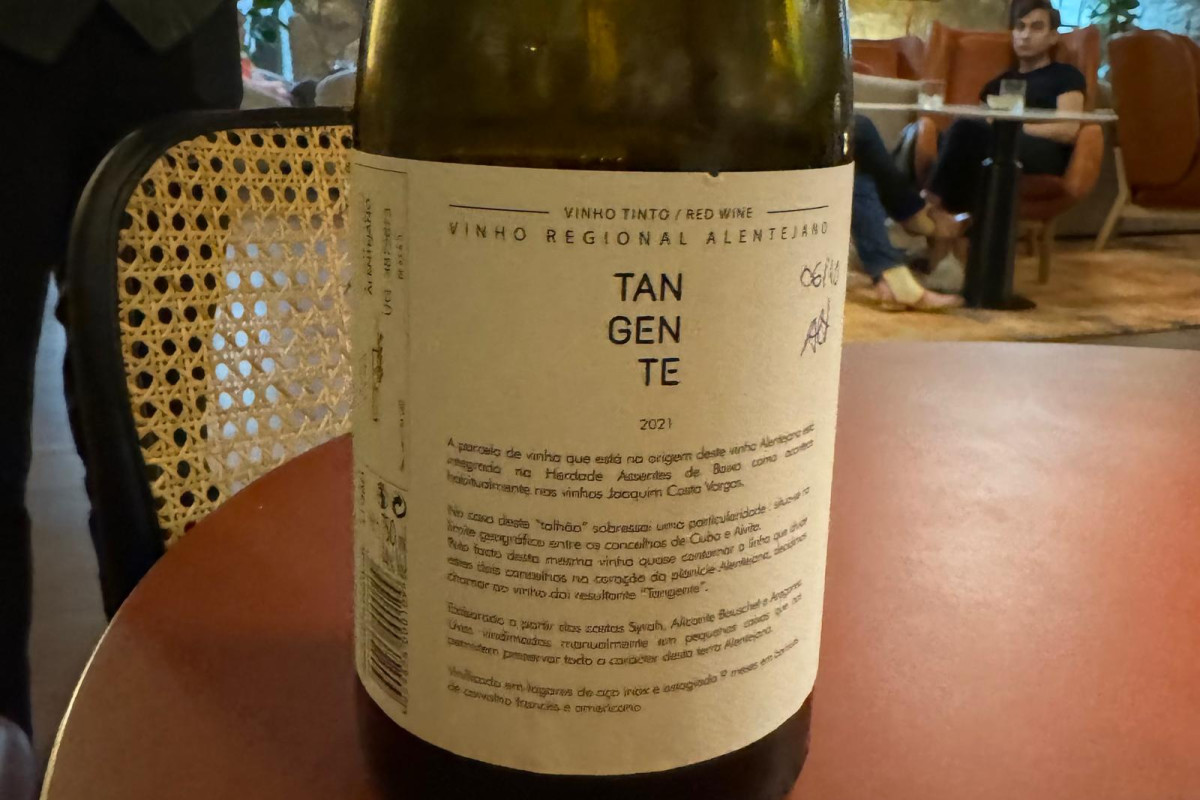 VINHO TINTO / RED WINE
VINHO REGIONAL ALENTEJANO
TAN
GEN
TE
2021
06/10
A parcela de vinha que está na origem deste vinho Alentejano está
integrada na Herdade Assentes de Baixo como acontece
habitualmente nos vinhos Joaquim Costa Vargas.
No caso deste "talhão" sobressai uma particularidade: situa-se no
limite geográfico entre os concelhos de Cuba e Alvito.
Pelo facto desta mesma vinha quase contornar a linha que divide
estes dois concelhos no coração da planície Alentejana, decidimos
chamar ao vinho daí resultante "Tangente".
Elaborado a partir das castas Syrah, Alicante Bouschet e Aragonez.
Uvas vindimadas manualmente em pequenas caixas que nos
permitem preservar todo o carácter desta terra Alentejana.
Vinificado em lagares de aço inox e estagiado 9 meses em barricas
de carvalho francês e americano
ALENTEJANO
750